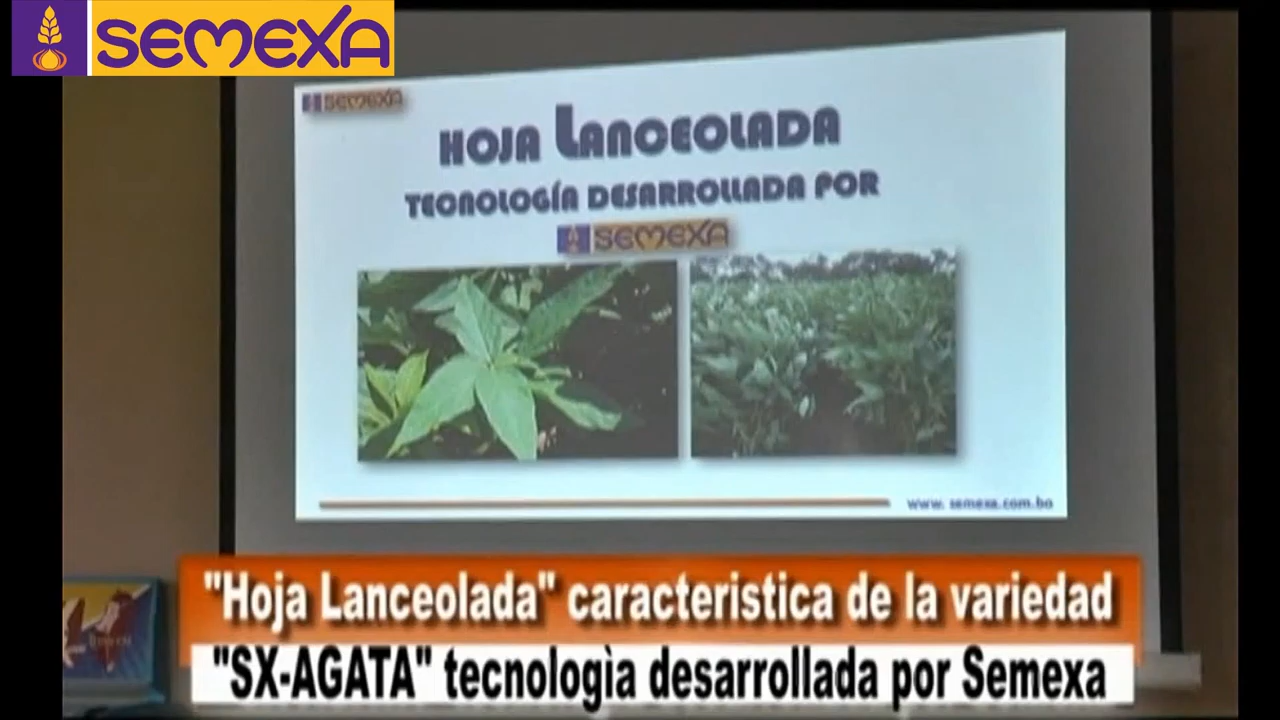 SEMEXA
SEMEXA
HOJA LANCEOLADA
TECNOLOGÍA DESARROLLADA POR
SEMEXA
www. semexa.com.bo
"Hoja Lanceolada" caracteristica de la variedad
"SX-AGATA" tecnologìa desarrollada por Semexa